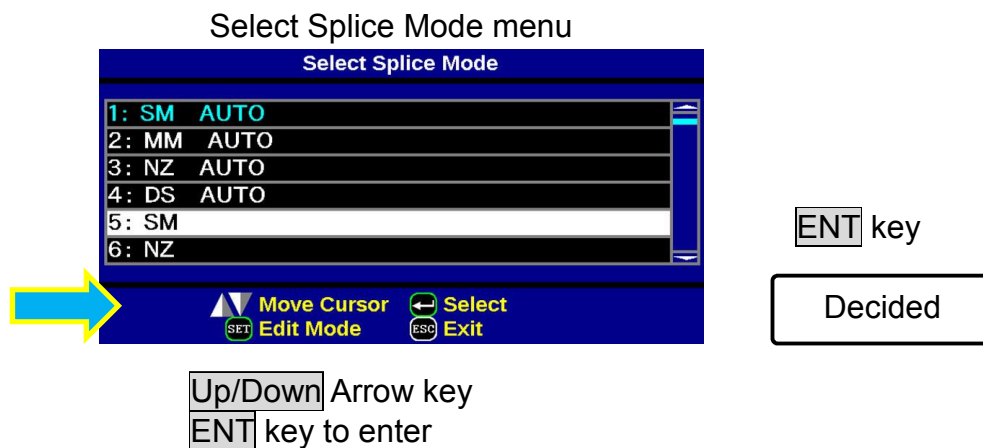 Select Splice Mode menu
Select Splice Mode
1: SM AUTO
2: MM AUTO
3: NZ AUTO
4: DS AUTO
5: SM
6: NZ
ENT key
Decided
Move Cursor Select
SET Edit Mode ESC Exit
Up/Down Arrow key
ENT key to enter